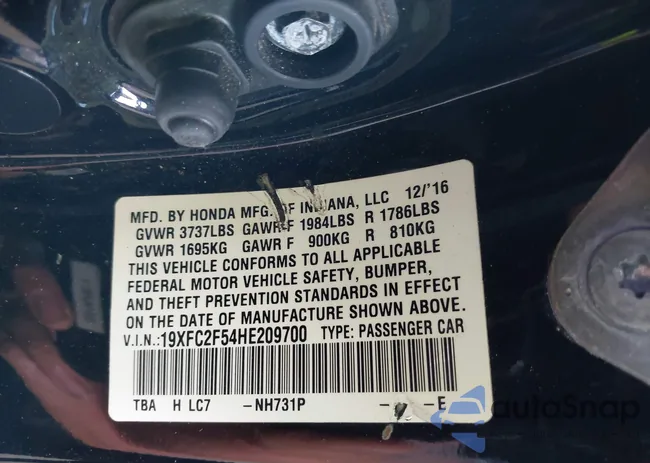 MFD. BY HONDA MFG. OF INDIANA, LLC 12/'16
GVWR 3737LBS GAWR F 1984LBS R 1786LBS
GVWR 1695KG GAWR F 900KG R 810KG
THIS VEHICLE CONFORMS TO ALL APPLICABLE
FEDERAL MOTOR VEHICLE SAFETY, BUMPER,
AND THEFT PREVENTION STANDARDS IN EFFECT
ON THE DATE OF MANUFACTURE SHOWN ABOVE.
V.I.N.:19XFC2F54HE209700 TYPE: PASSENGER CAR
TBA H LC7 -NH731P - -E
autoSnap